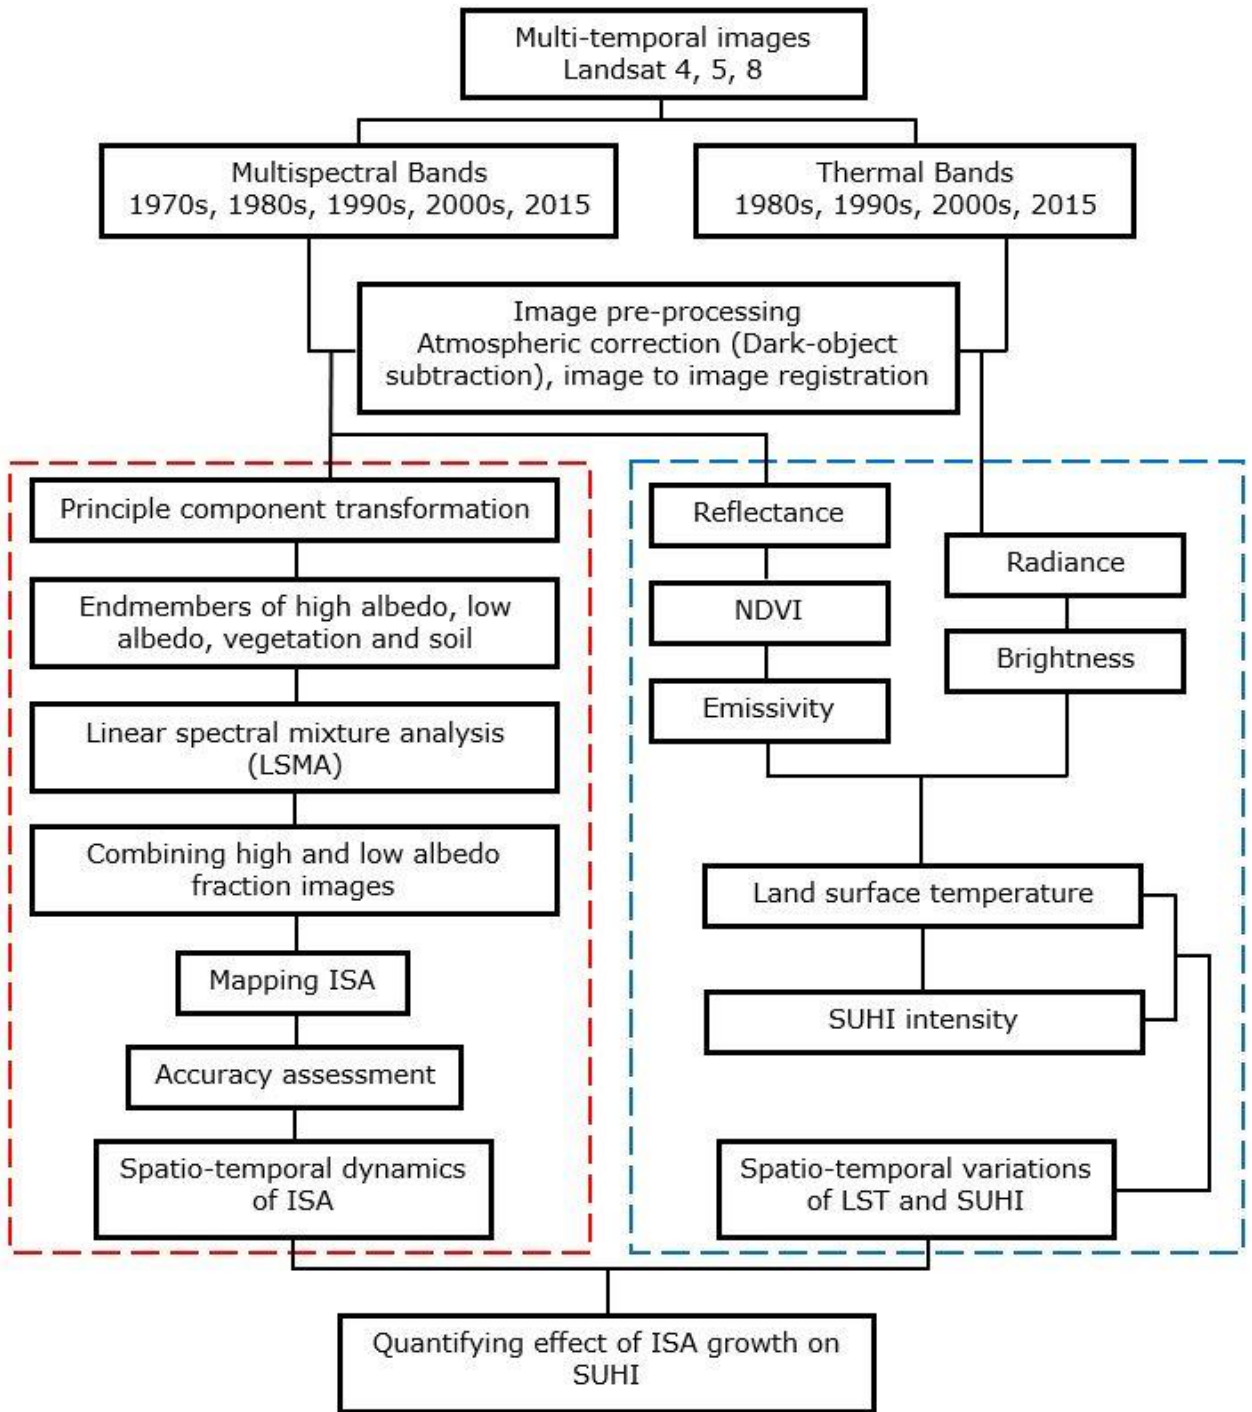 Multi-temporal images
Landsat 4, 5, 8
Multispectral Bands
1970s, 1980s, 1990s, 2000s, 2015
Thermal Bands
1980s, 1990s, 2000s, 2015
Image pre-processing
Atmospheric correction (Dark-object
subtraction), image to image registration
Principle component transformation
Endmembers of high albedo, low
albedo, vegetation and soil
Linear spectral mixture analysis
(LSMA)
Combining high and low albedo
fraction images
Mapping ISA
Accuracy assessment
Spatio-temporal dynamics
of ISA
Reflectance
NDVI
Emissivity
Radiance
Brightness
Land surface temperature
SUHI intensity
Spatio-temporal variations
of LST and SUHI
Quantifying effect of ISA growth on
SUHI